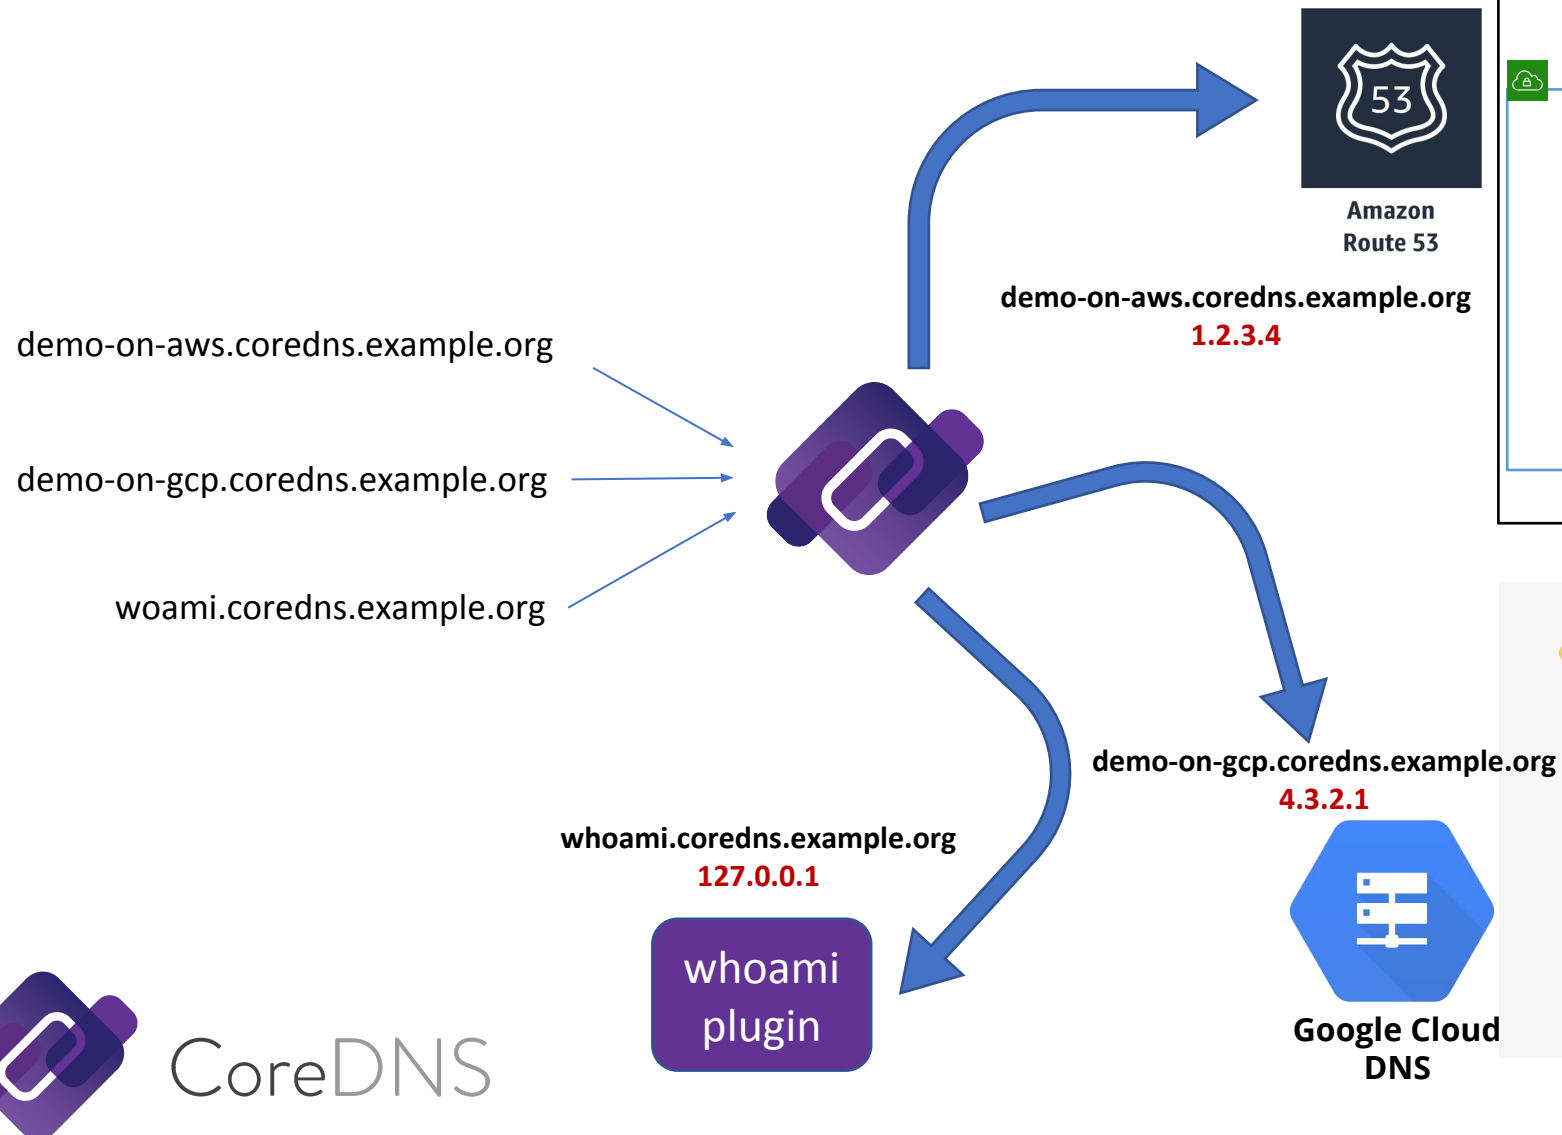 53
Amazon
Route 53
demo-on-aws.coredns.example.org
1.2.3.4
demo-on-aws.coredns.example.org
demo-on-gcp.coredns.example.org
woami.coredns.example.org
demo-on-gcp.coredns.example.org
4.3.2.1
whoami.coredns.example.org
127.0.0.1
whoami
plugin
Google Cloud
DNS
CoreDNS